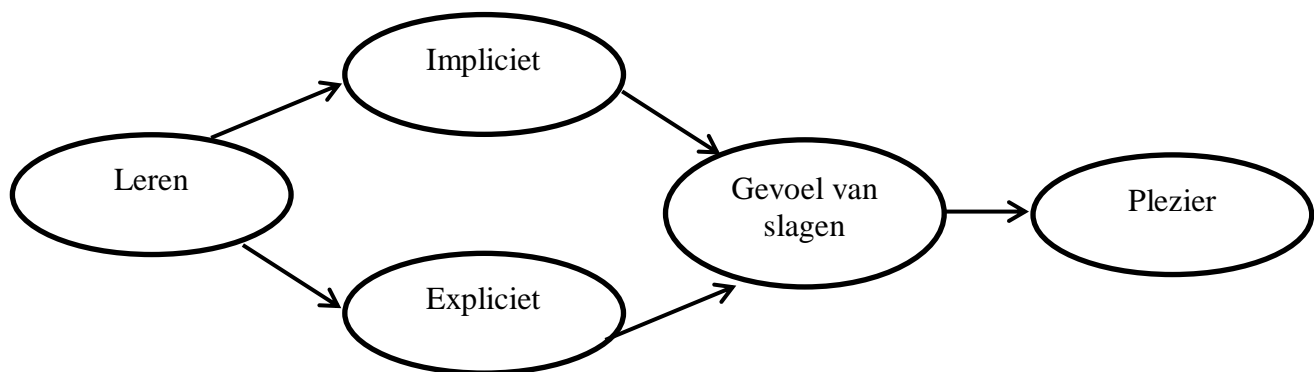 Impliciet
Leren
Gevoel van
slagen
Plezier
Expliciet